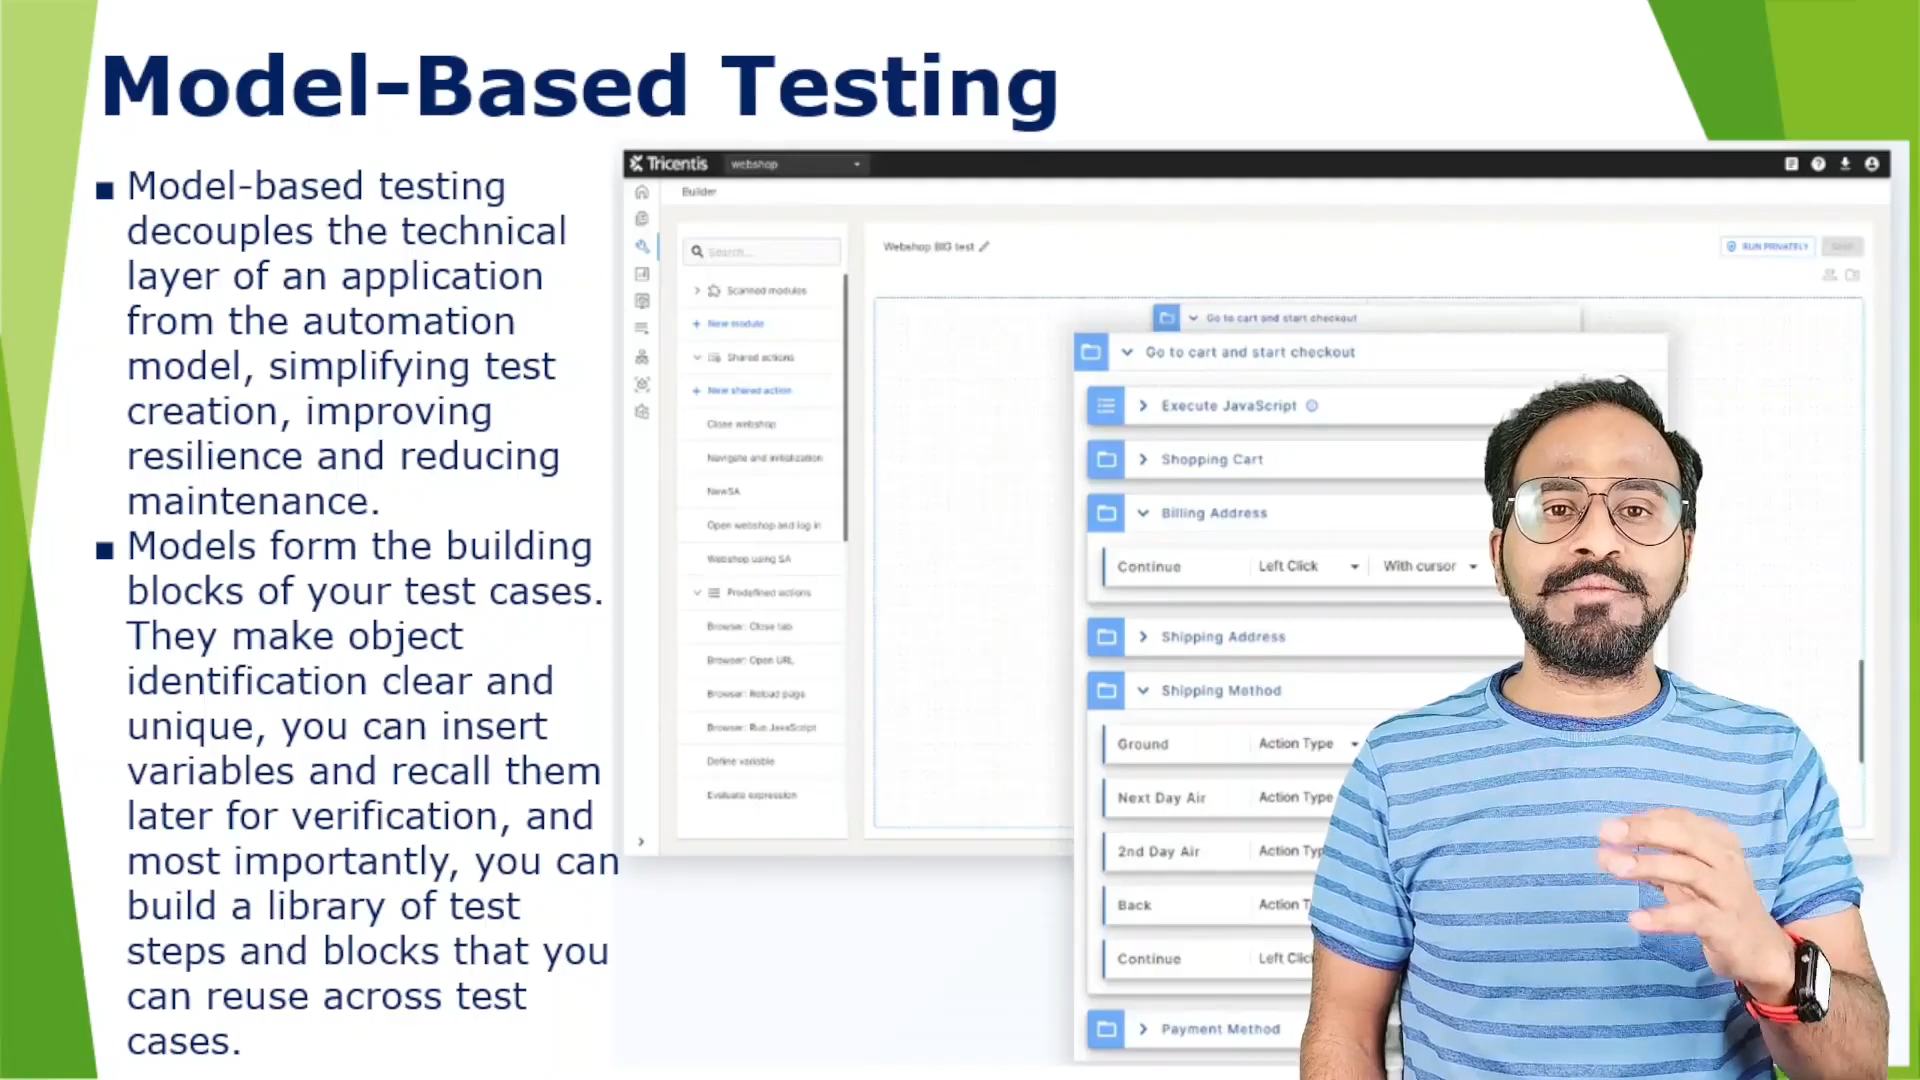 Model-Based Testing
Model-based testing
decouples the technical
layer of an application
from the automation
model, simplifying test
creation, improving
resilience and reducing
maintenance.
Models form the building
blocks of your test cases.
They make object
identification clear and
unique, you can insert
variables and recall them
later for verification, and
most importantly, you can
build a library of test
steps and blocks that you
can reuse across test
cases.
Tricentis
webshop
Builder
Search...
Scanned modules
+ New module
Shared actions
+ New shared action
Close webshop
Navigate and initialization
NewSA
Open webshop and log in
Webshop using SA
Predefined actions
Browser: Close tab
Browser: Open URL
Browser: Reload page
Browser: Run JavaScript
Define variable
Evaluate expression
Webshop BIG test
RUN PRIVATELY
Go to cart and start checkout
Go to cart and start checkout
Execute JavaScript
Shopping Cart
Billing Address
Continue Left Click With cursor
Shipping Address
Shipping Method
Ground Action Type
Next Day Air Action Type
2nd Day Air Action Typ
Back Action T
Continue Left Clic
Payment Method